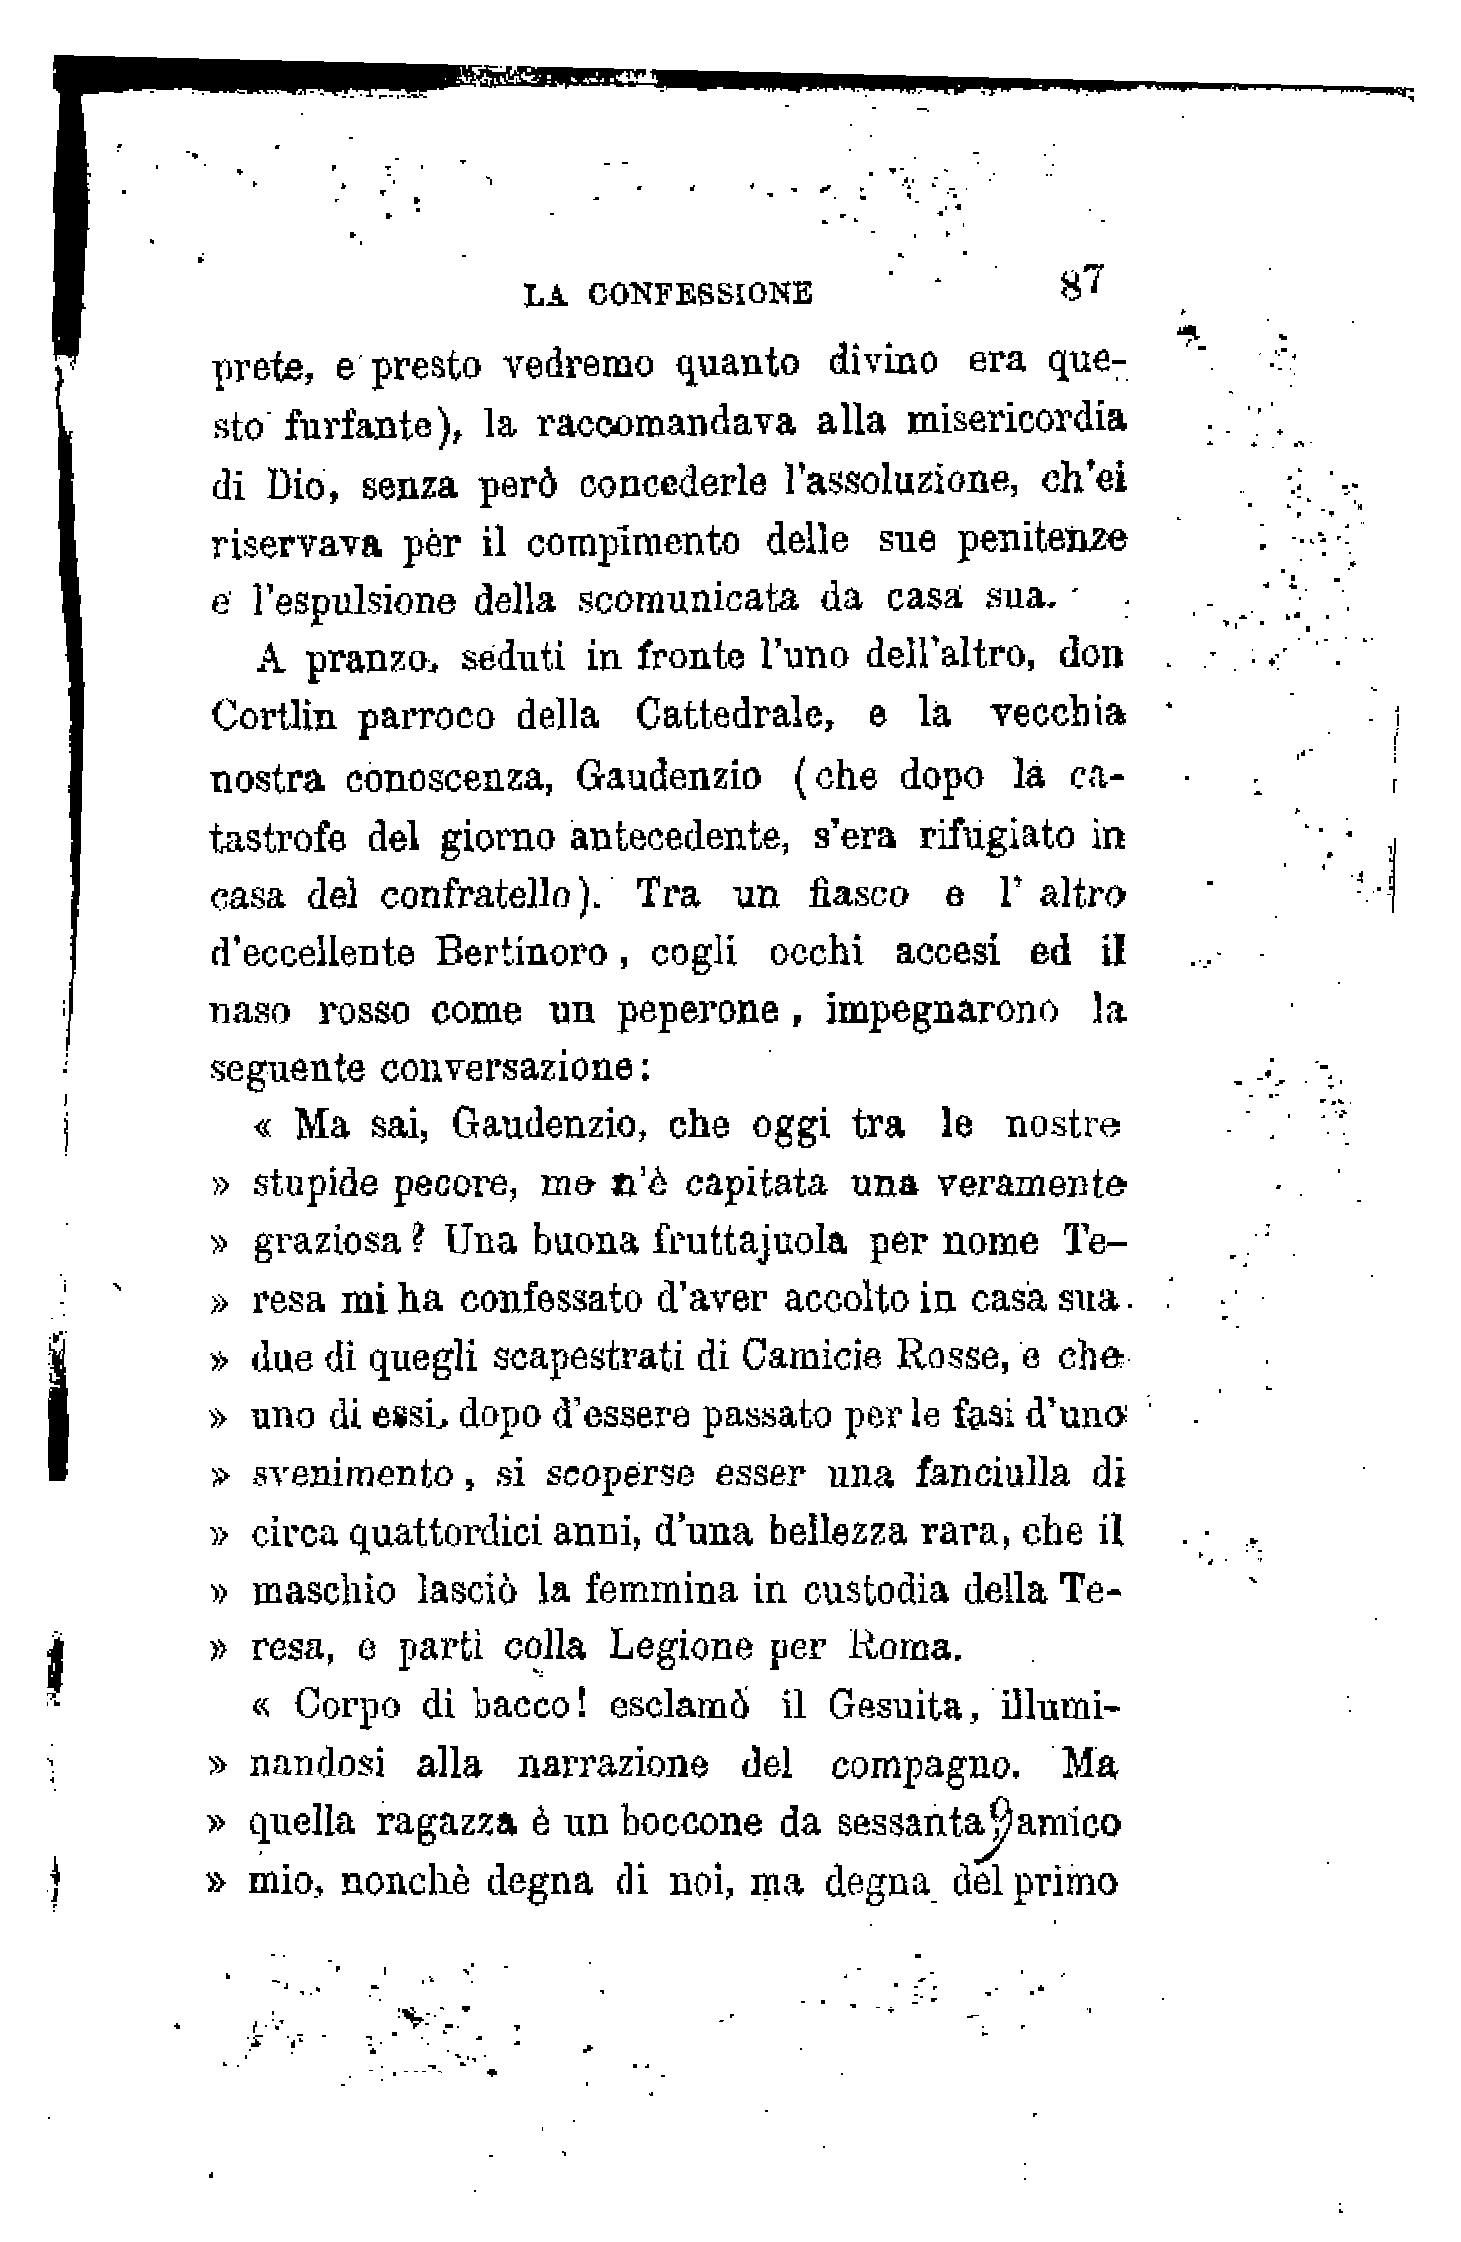 LA CONFESSIONE 87
prete, e presto vedremo quanto divino era que-
sto furfante), la raccomandava alla misericordia
di Dio, senza però concederle l'assoluzione, ch'ei
riservava per il compimento delle sue penitenze
e l'espulsione della scomunicata da casa sua.
A pranzo, seduti in fronte l'uno dell'altro, don
Cortlin parroco della Cattedrale, e la vecchia
nostra conoscenza, Gaudenzio (che dopo la ca-
tastrofe del giorno antecedente, s'era rifugiato in
casa del confratello). Tra un fiasco e l' altro
d'eccellente Bertinoro, cogli occhi accesi ed il
naso rosso come un peperone, impegnarono la
seguente conversazione:
« Ma sai, Gaudenzio, che oggi tra le nostre
» stupide pecore, me n'è capitata una veramente
» graziosa? Una buona fruttajuola per nome Te-
» resa mi ha confessato d'aver accolto in casa sua
» due di quegli scapestrati di Camicie Rosse, e che
» uno di essi, dopo d'essere passato per le fasi d'uno
» svenimento, si scoperse esser una fanciulla di
» circa quattordici anni, d'una bellezza rara, che il
» maschio lasciò la femmina in custodia della Te-
» resa, e partì colla Legione per Roma.
« Corpo di bacco! esclamò il Gesuita, illumi-
» nandosi alla narrazione del compagno. Ma
» quella ragazza è un boccone da sessanta, amico
» mio, nonchè degna di noi, ma degna del primo